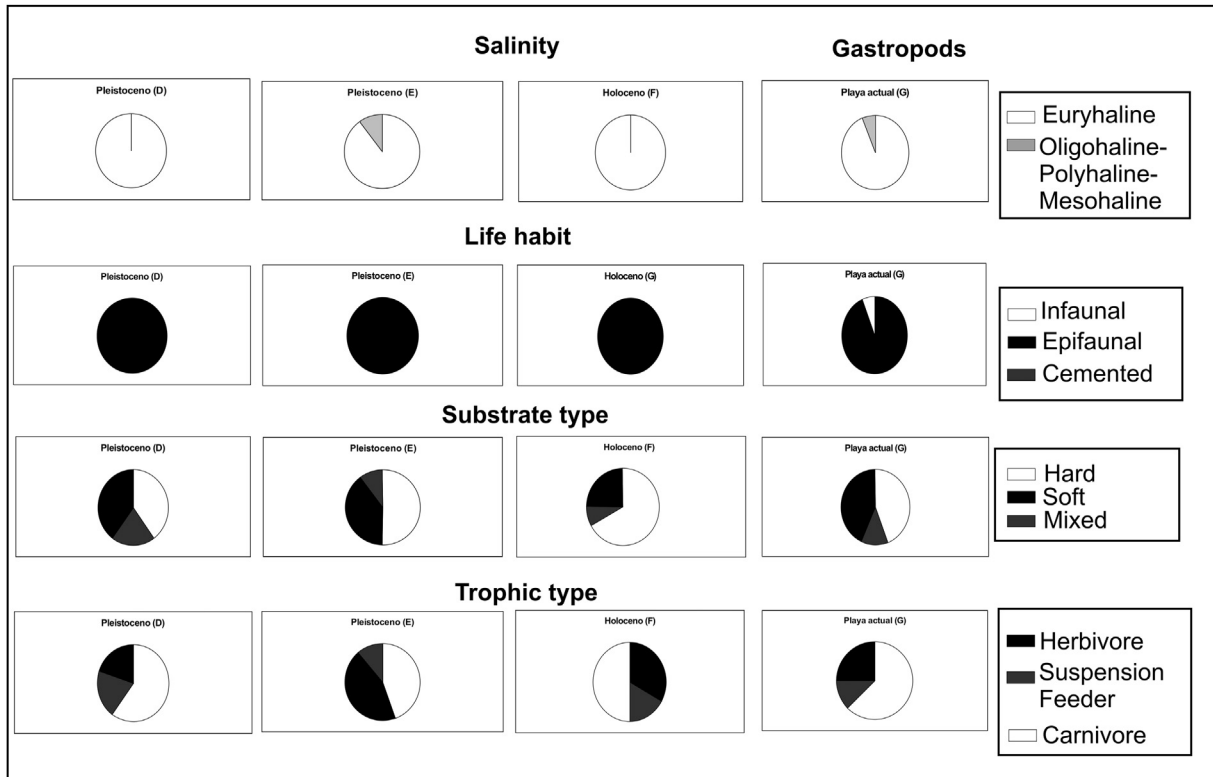 Salinity
Gastropods
Pleistoceno (D)
Pleistoceno (E)
Holoceno (F)
Playa actual (G)
Euryhaline
Oligohaline-
Polyhaline-
Mesohaline
Life habit
Pleistoceno (D)
Pleistoceno (E)
Holoceno (G)
Playa actual (G)
Infaunal
Epifaunal
Cemented
Substrate type
Pleistoceno (D)
Pleistoceno (E)
Holoceno (F)
Playa actual (G)
Hard
Soft
Mixed
Trophic type
Pleistoceno (D)
Pleistoceno (E)
Holoceno (F)
Playa actual (G)
Herbivore
Suspension
Feeder
Carnivore